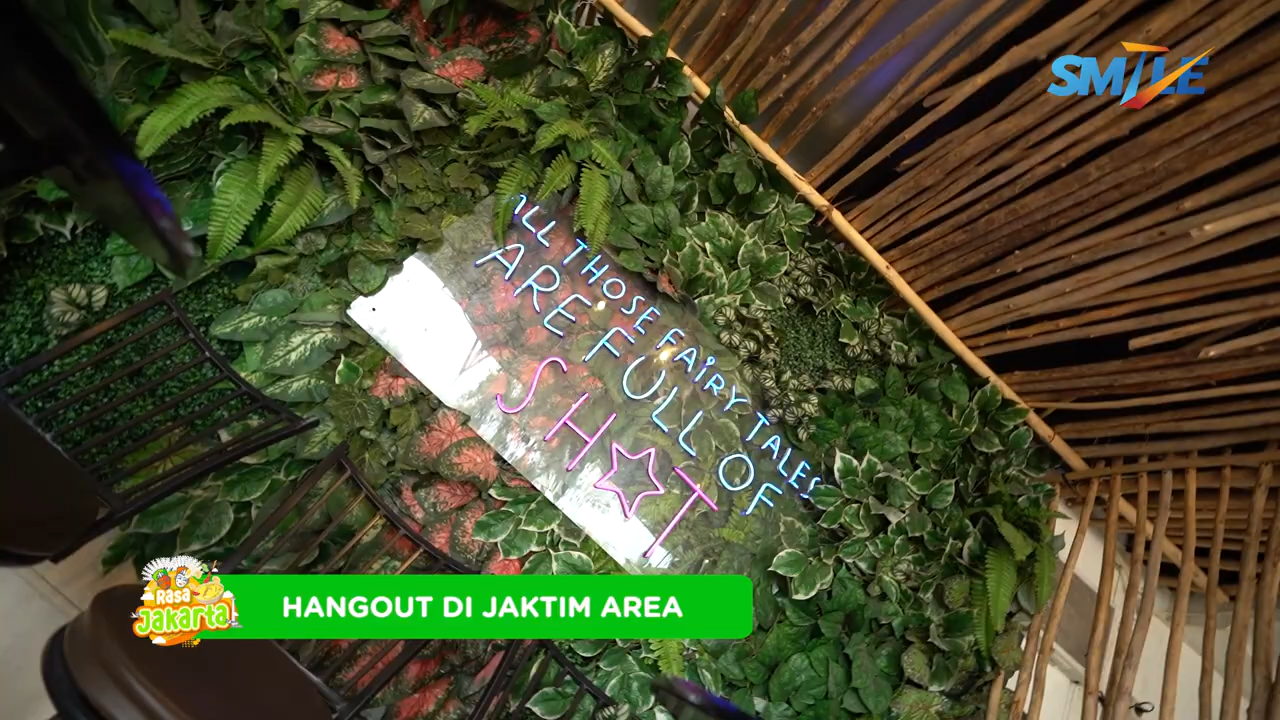 SMILE
ALL THOSE FAIRY TALES
ARE FULL OF
SH☆T
Rasa
Jakarta
HANGOUT DI JAKTIM AREA